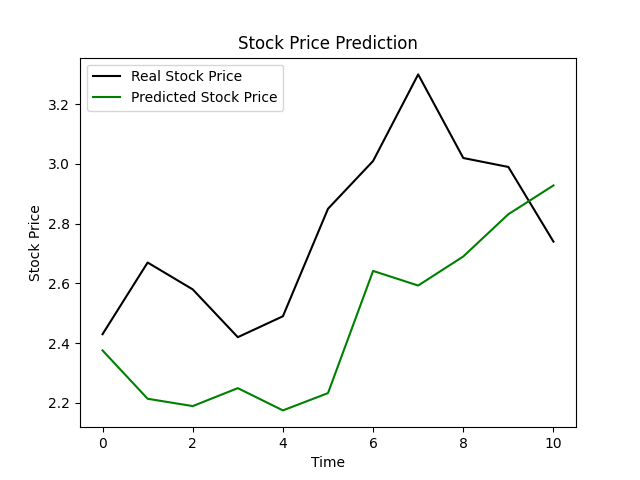 Stock Price Prediction
Real Stock Price
Predicted Stock Price
Stock Price
3.2
3.0
2.8
2.6
2.4
2.2
0 2 4 6 8 10
Time